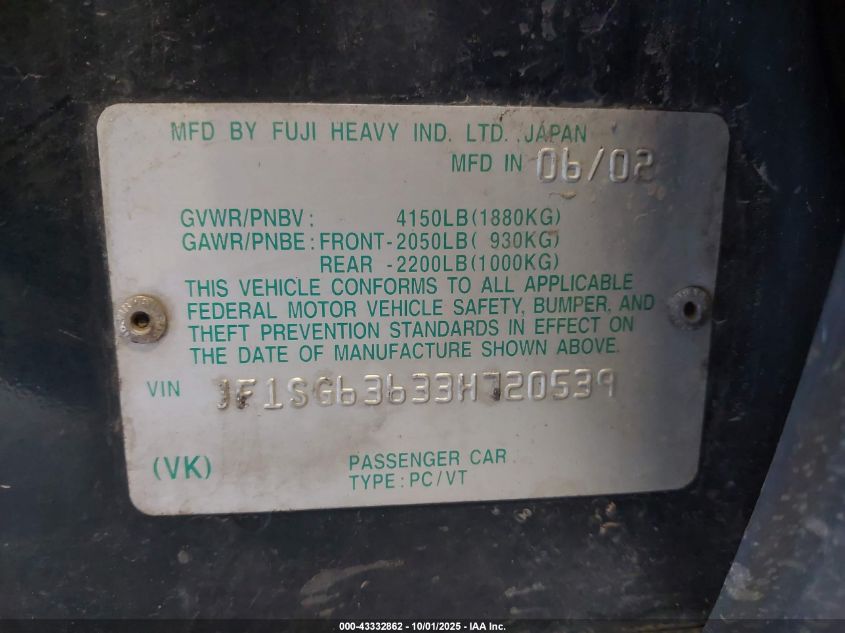 MFD BY FUJI HEAVY IND. LTD. JAPAN
MFD IN 06/02
GVWR/PNBV: 4150LB(1880KG)
GAWR/PNBE: FRONT-2050LB( 930KG)
REAR -2200LB(1000KG)
THIS VEHICLE CONFORMS TO ALL APPLICABLE
FEDERAL MOTOR VEHICLE SAFETY, BUMPER, AND
THEFT PREVENTION STANDARDS IN EFFECT ON
THE DATE OF MANUFACTURE SHOWN ABOVE.
VIN JF1SG63633H720539
(VK) PASSENGER CAR
TYPE: PC/VT
000-43332862 - 10/01/2025 - IAA Inc.